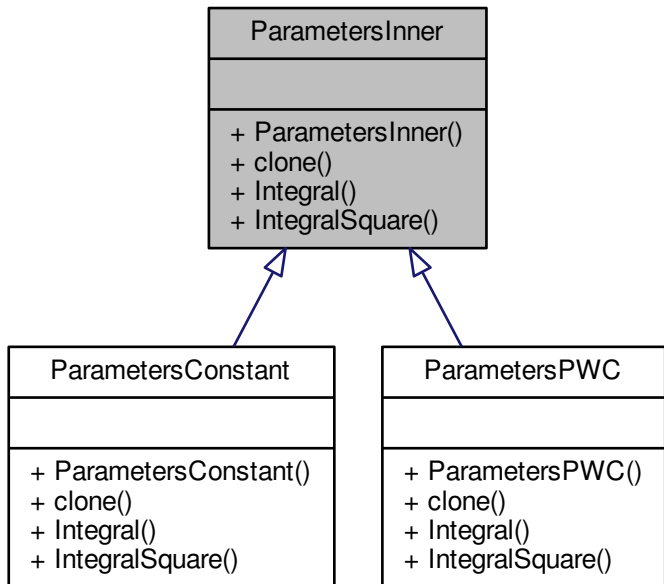 ParametersInner
+ ParametersInner()
+ clone()
+ Integral()
+ IntegralSquare()
ParametersConstant
+ ParametersConstant()
+ clone()
+ Integral()
+ IntegralSquare()
ParametersPWC
+ ParametersPWC()
+ clone()
+ Integral()
+ IntegralSquare()